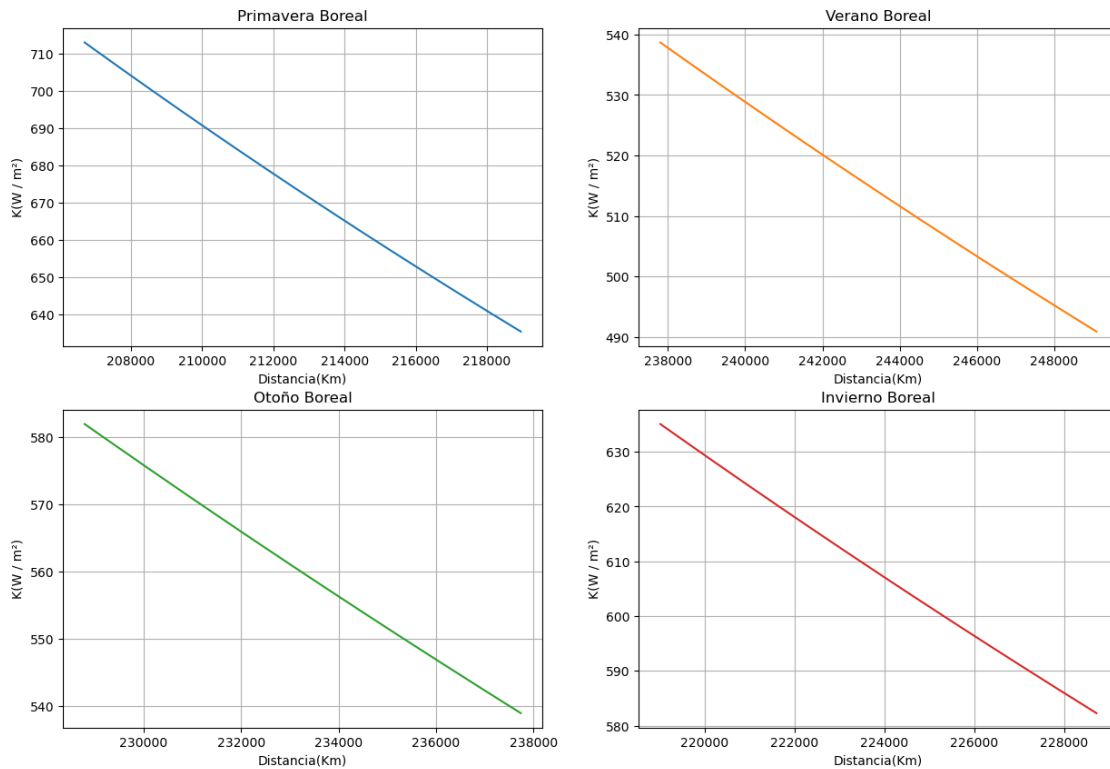 Primavera Boreal
K(W / m²)
710
700
690
680
670
660
650
640
208000 210000 212000 214000 216000 218000
Distancia(Km)
Verano Boreal
K(W / m²)
540
530
520
510
500
490
238000 240000 242000 244000 246000 248000
Distancia(Km)
Otoño Boreal
K(W / m²)
580
570
560
550
540
230000 232000 234000 236000 238000
Distancia(Km)
Invierno Boreal
K(W / m²)
630
620
610
600
590
580
220000 222000 224000 226000 228000
Distancia(Km)